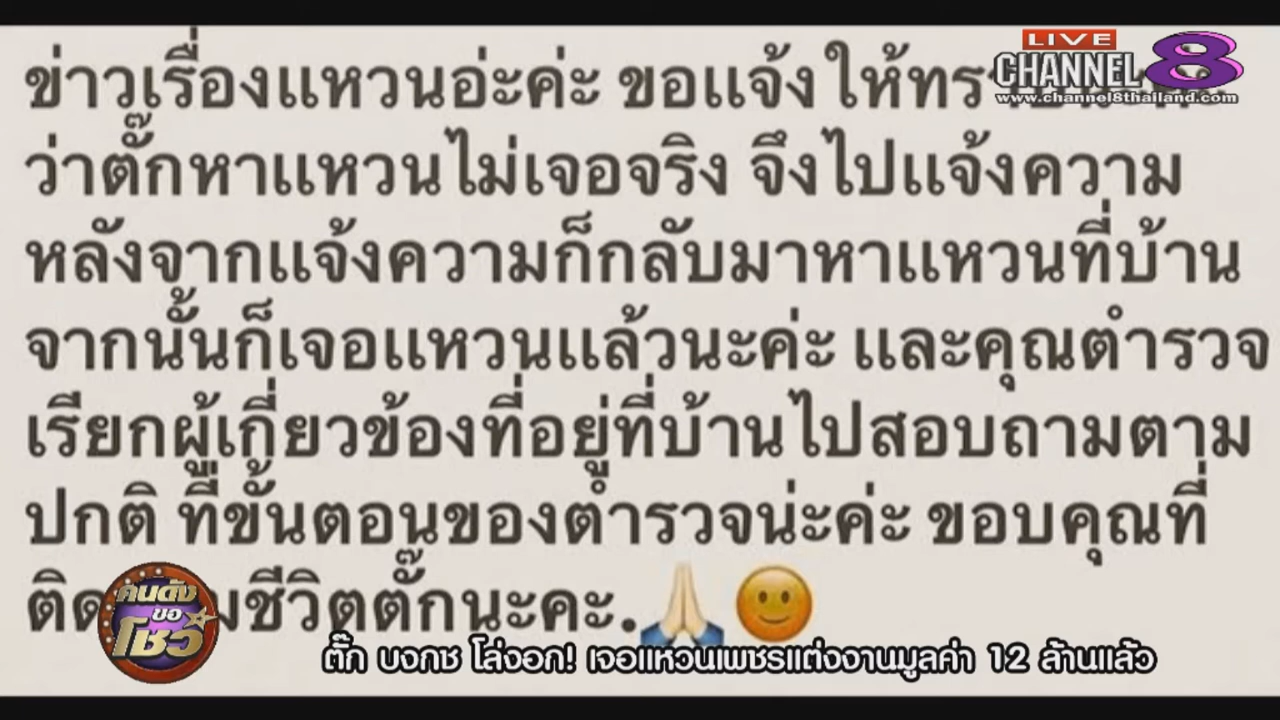 ข่าวเรื่องแหวนอ่ะค่ะ ขอแจ้งให้ทราบนะคะ
ว่าตั๊กหาแหวนไม่เจอจริง จึงไปแจ้งความ
หลังจากแจ้งความก็กลับมาหาแหวนที่บ้าน
จากนั้นก็เจอแหวนแล้วนะค่ะ และคุณตำรวจ
เรียกผู้เกี่ยวข้องที่อยู่ที่บ้านไปสอบถามตาม
ปกติ ที่ขั้นตอนของตำรวจน่ะค่ะ ขอบคุณที่
ติดตามชีวิตตั๊กนะคะ.🙏🏻🙂
LIVE
CHANNEL 8
www.channel8thailand.com
คนดัง
ขอ
โชว์
ตั๊ก บงกช โล่งอก! เจอแหวนเพชรแต่งงานมูลค่า 12 ล้านแล้ว